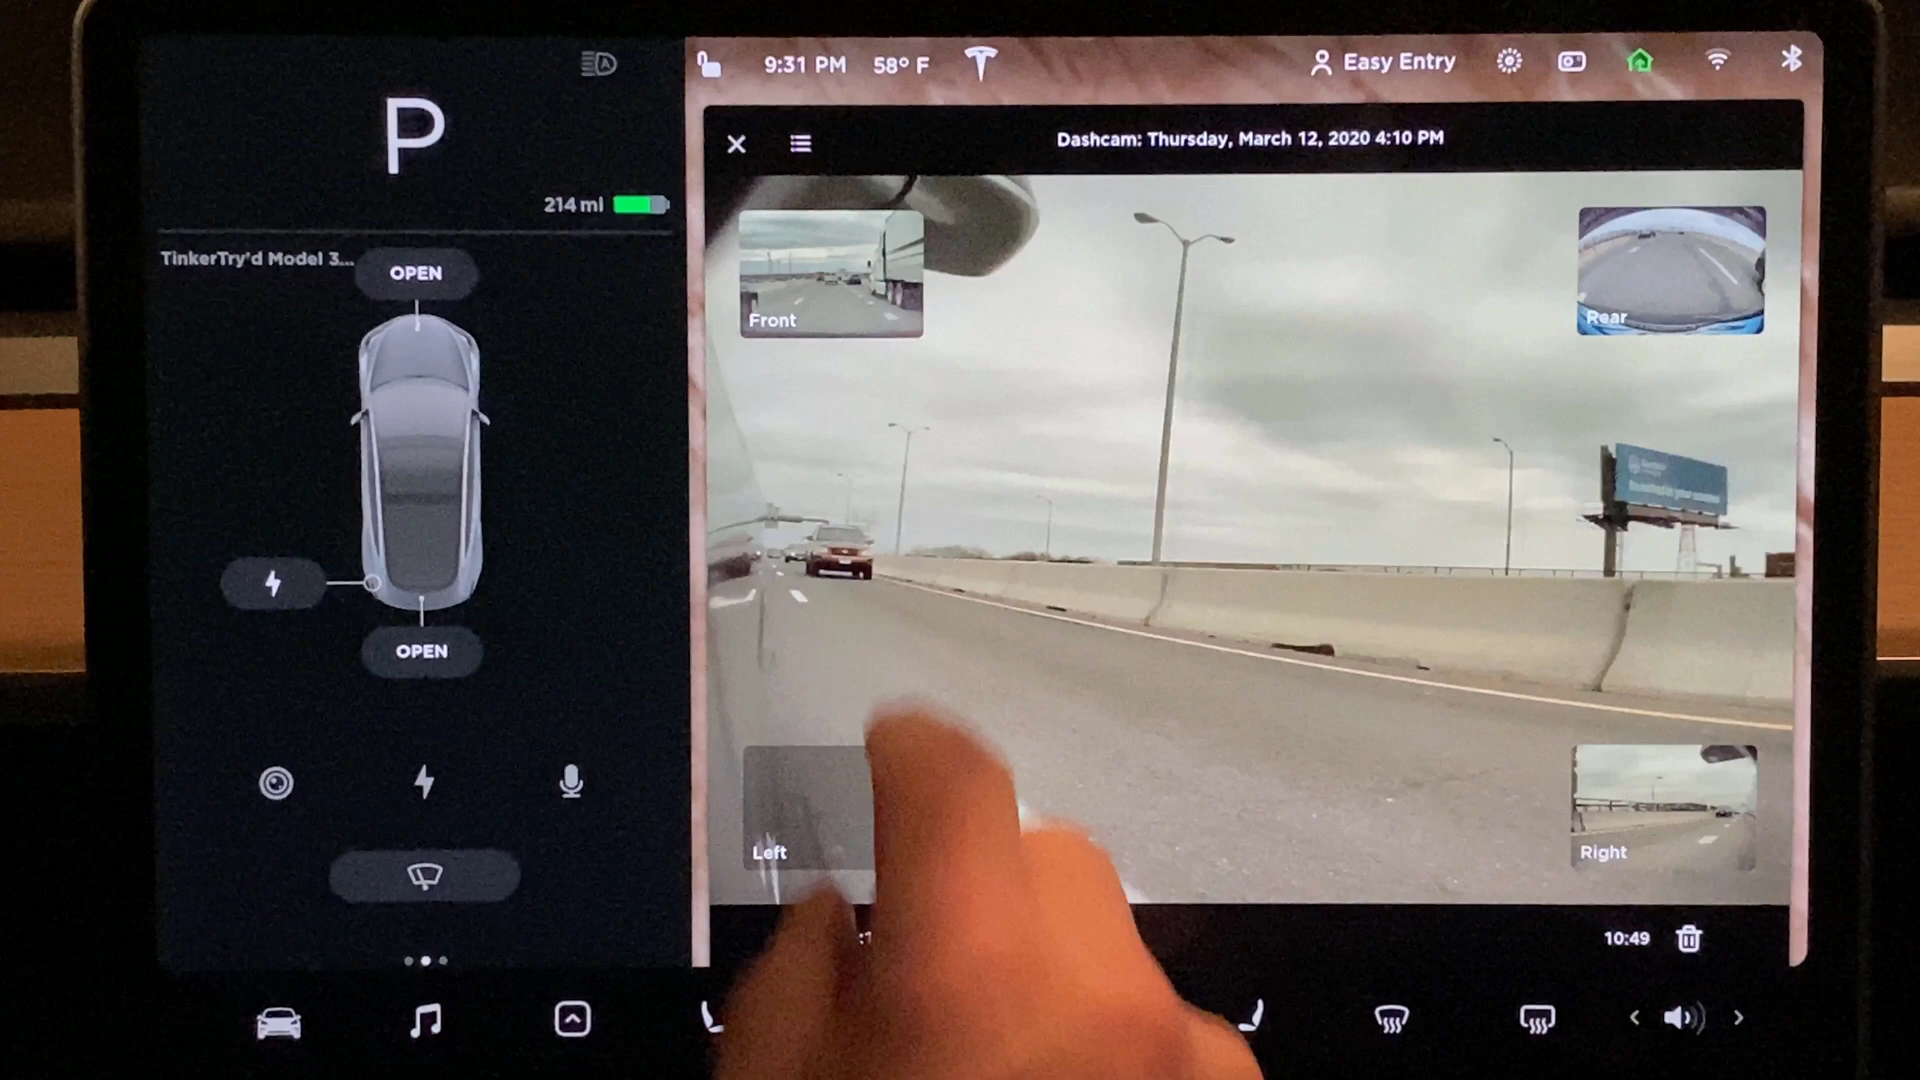 9:31 PM 58° F
Easy Entry
P
214 mi
TinkerTry'd Model 3...
OPEN
OPEN
Dashcam: Thursday, March 12, 2020 4:10 PM
Front
Rear
Left
Right
10:49